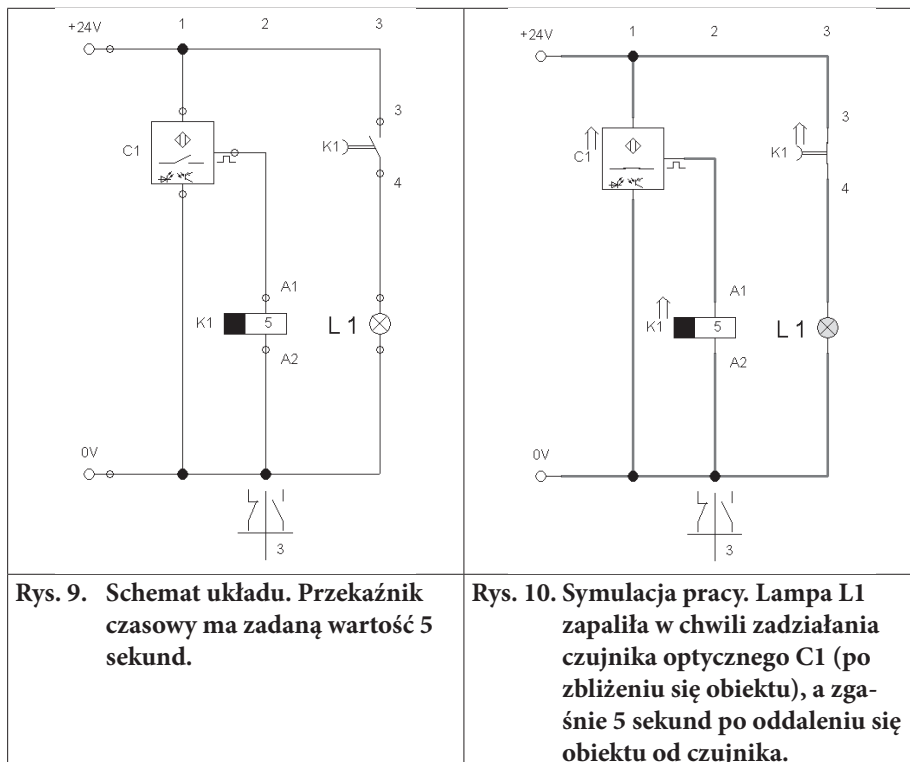 1 2 3
+24V
3
C1
K1
4
A1
K1 5 L 1
A2
0V
3
1 2 3
+24V
3
C1
K1
4
A1
K1 5 L 1
A2
0V
3
Rys. 9. Schemat układu. Przekaźnik
czasowy ma zadaną wartość 5
sekund.
Rys. 10. Symulacja pracy. Lampa L1
zapaliła w chwili zadziałania
czujnika optycznego C1 (po
zbliżeniu się obiektu), a zga-
śnie 5 sekund po oddaleniu się
obiektu od czujnika.